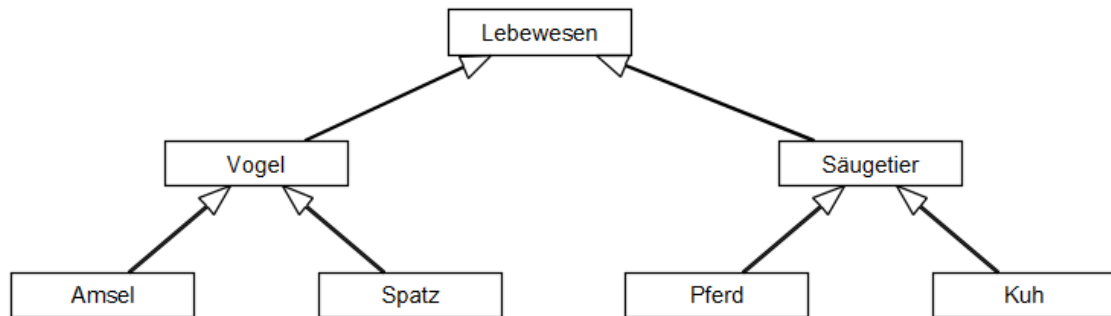 Lebewesen
Vogel
Säugetier
Amsel
Spatz
Pferd
Kuh